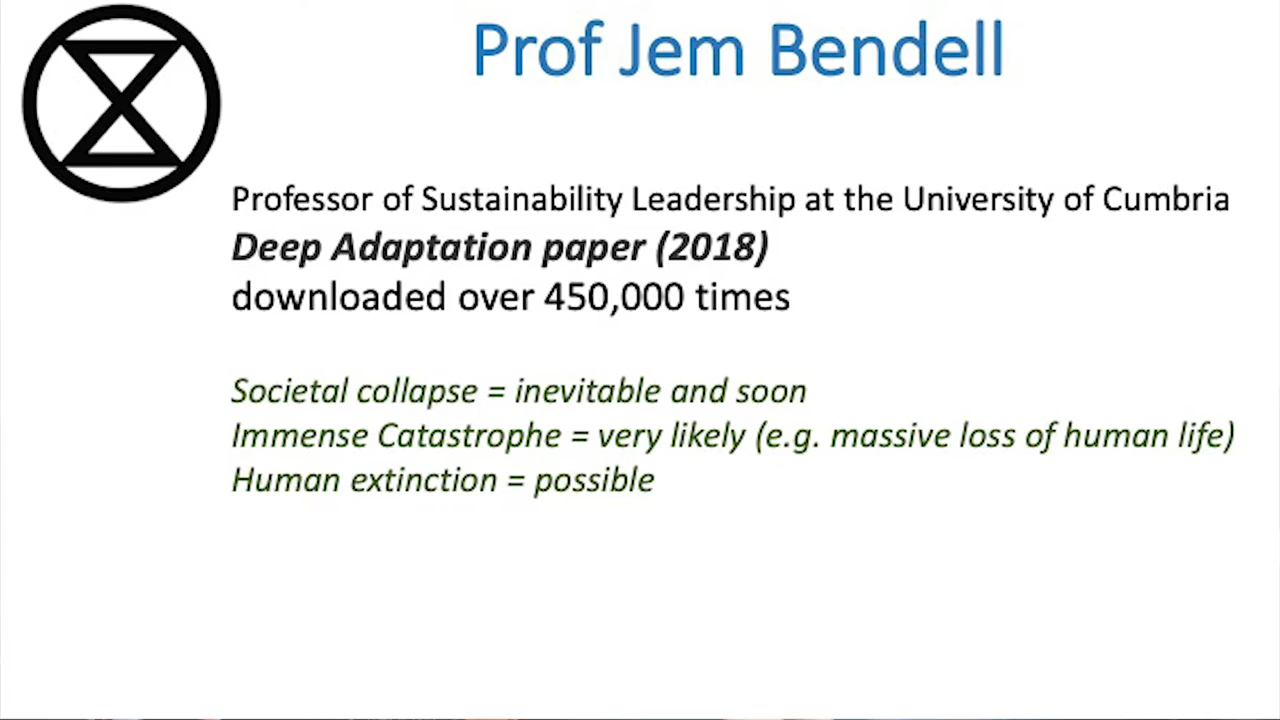 Prof Jem Bendell
Professor of Sustainability Leadership at the University of Cumbria
Deep Adaptation paper (2018)
downloaded over 450,000 times
Societal collapse = inevitable and soon
Immense Catastrophe = very likely (e.g. massive loss of human life)
Human extinction = possible